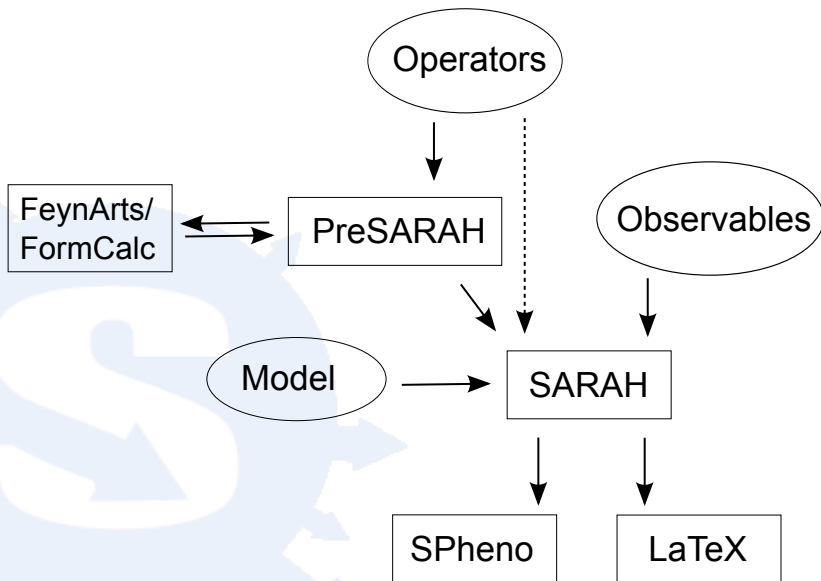 Operators
FeynArts/
FormCalc
PreSARAH
Observables
Model
SARAH
SPheno
LaTeX